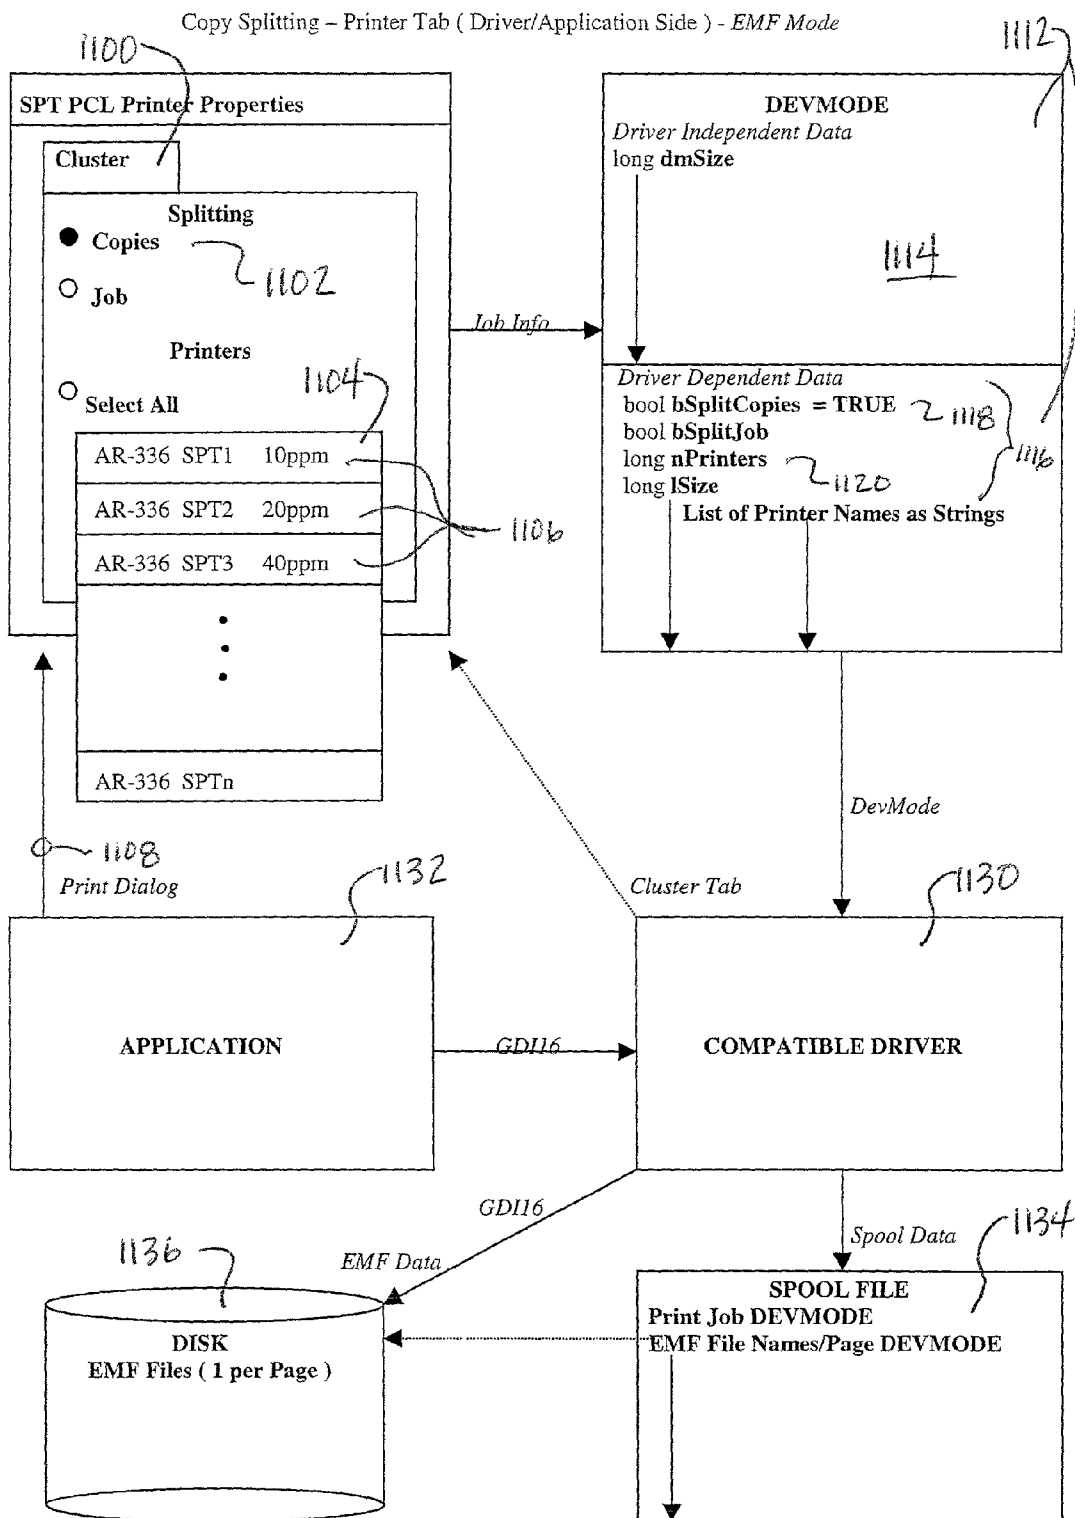 Copy Splitting – Printer Tab ( Driver/Application Side ) - EMF Mode
1100
1112
SPT PCL Printer Properties
Cluster
Splitting
Copies
1102
Job
Printers
1104
Select All
AR-336 SPT1 10ppm
AR-336 SPT2 20ppm
AR-336 SPT3 40ppm
1106
AR-336 SPTn
Job Info
DEVMODE
Driver Independent Data
long dmSize
1114
Driver Dependent Data
bool bSplitCopies = TRUE
1118
bool bSplitJob
1116
long nPrinters
1120
long lSize
List of Printer Names as Strings
1108
Print Dialog
1132
Cluster Tab
DevMode
1130
APPLICATION
GDI16
COMPATIBLE DRIVER
GDI16
1136
EMF Data
Spool Data
1134
DISK
EMF Files ( 1 per Page )
SPOOL FILE
Print Job DEVMODE
EMF File Names/Page DEVMODE